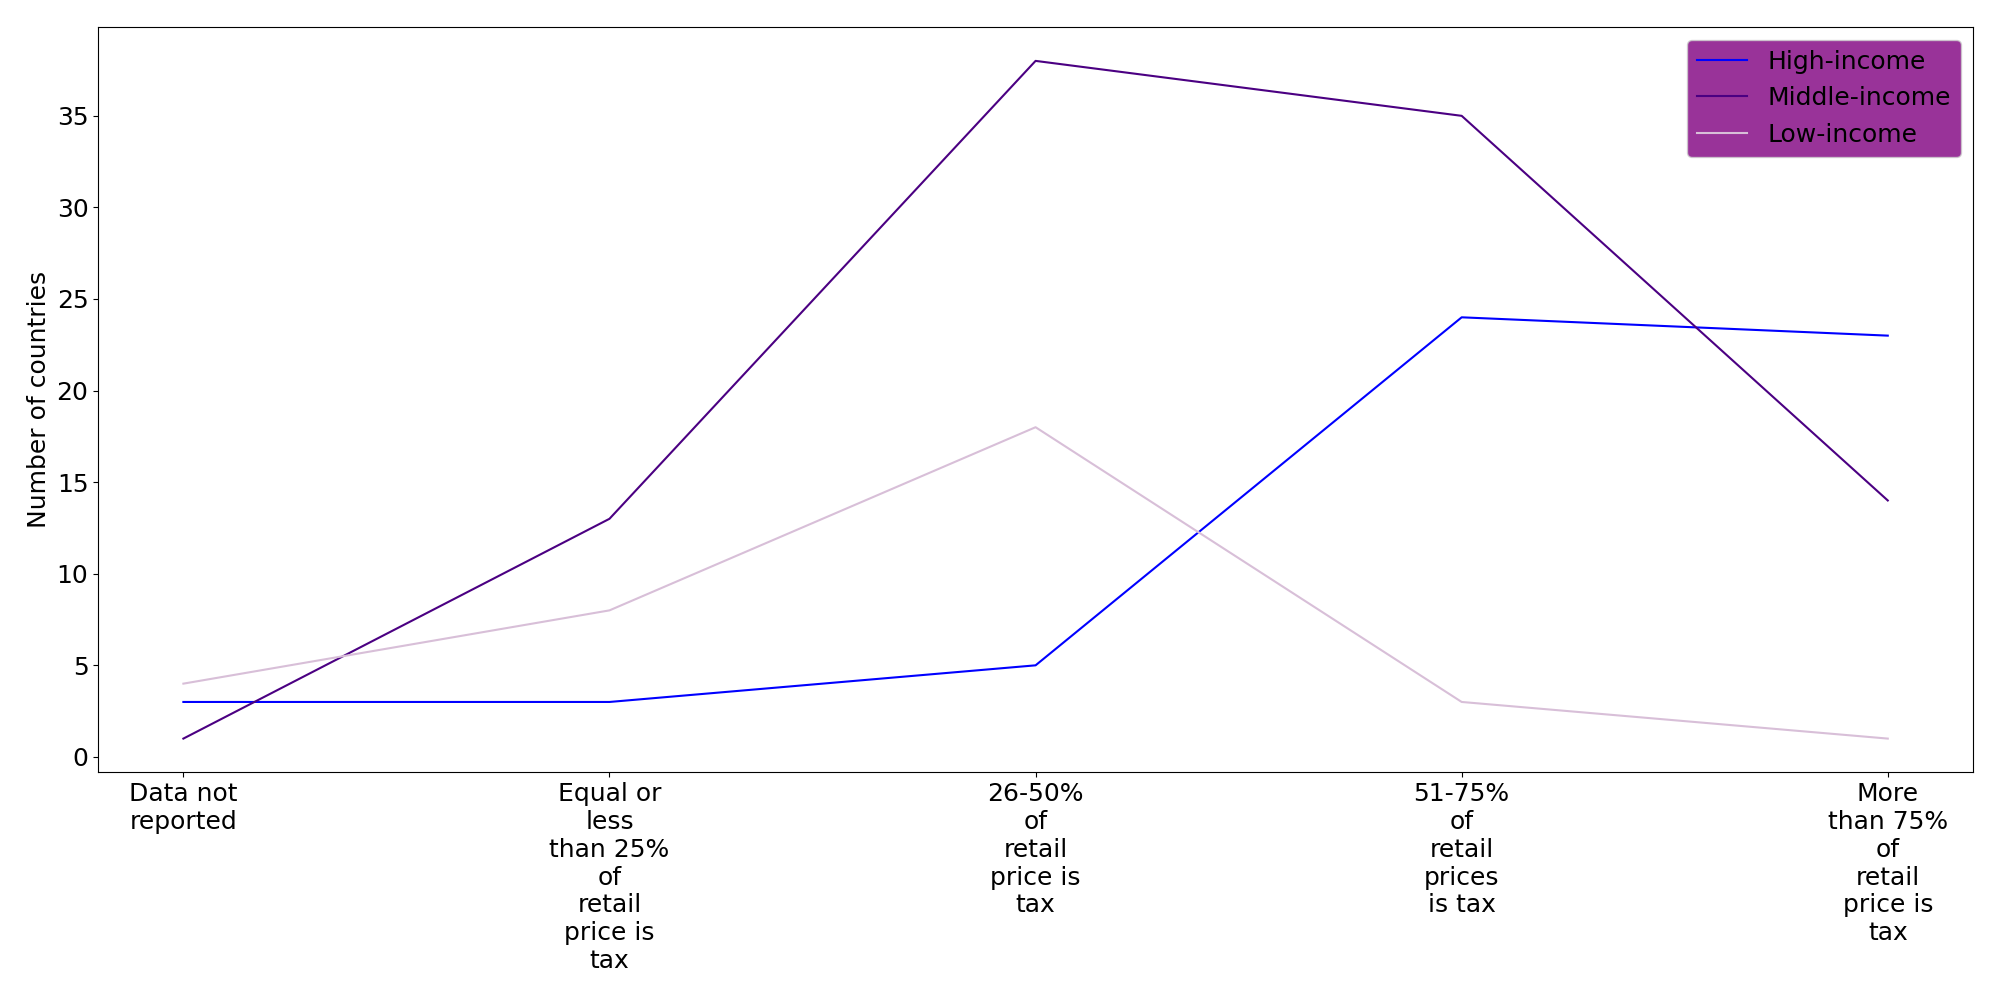 High-income
Middle-income
Low-income
Number of countries
35
30
25
20
15
10
5
0
Data not
reported
Equal or
less
than 25%
of
retail
price is
tax
26-50%
of
retail
price is
tax
51-75%
of
retail
prices
is tax
More
than 75%
of
retail
price is
tax